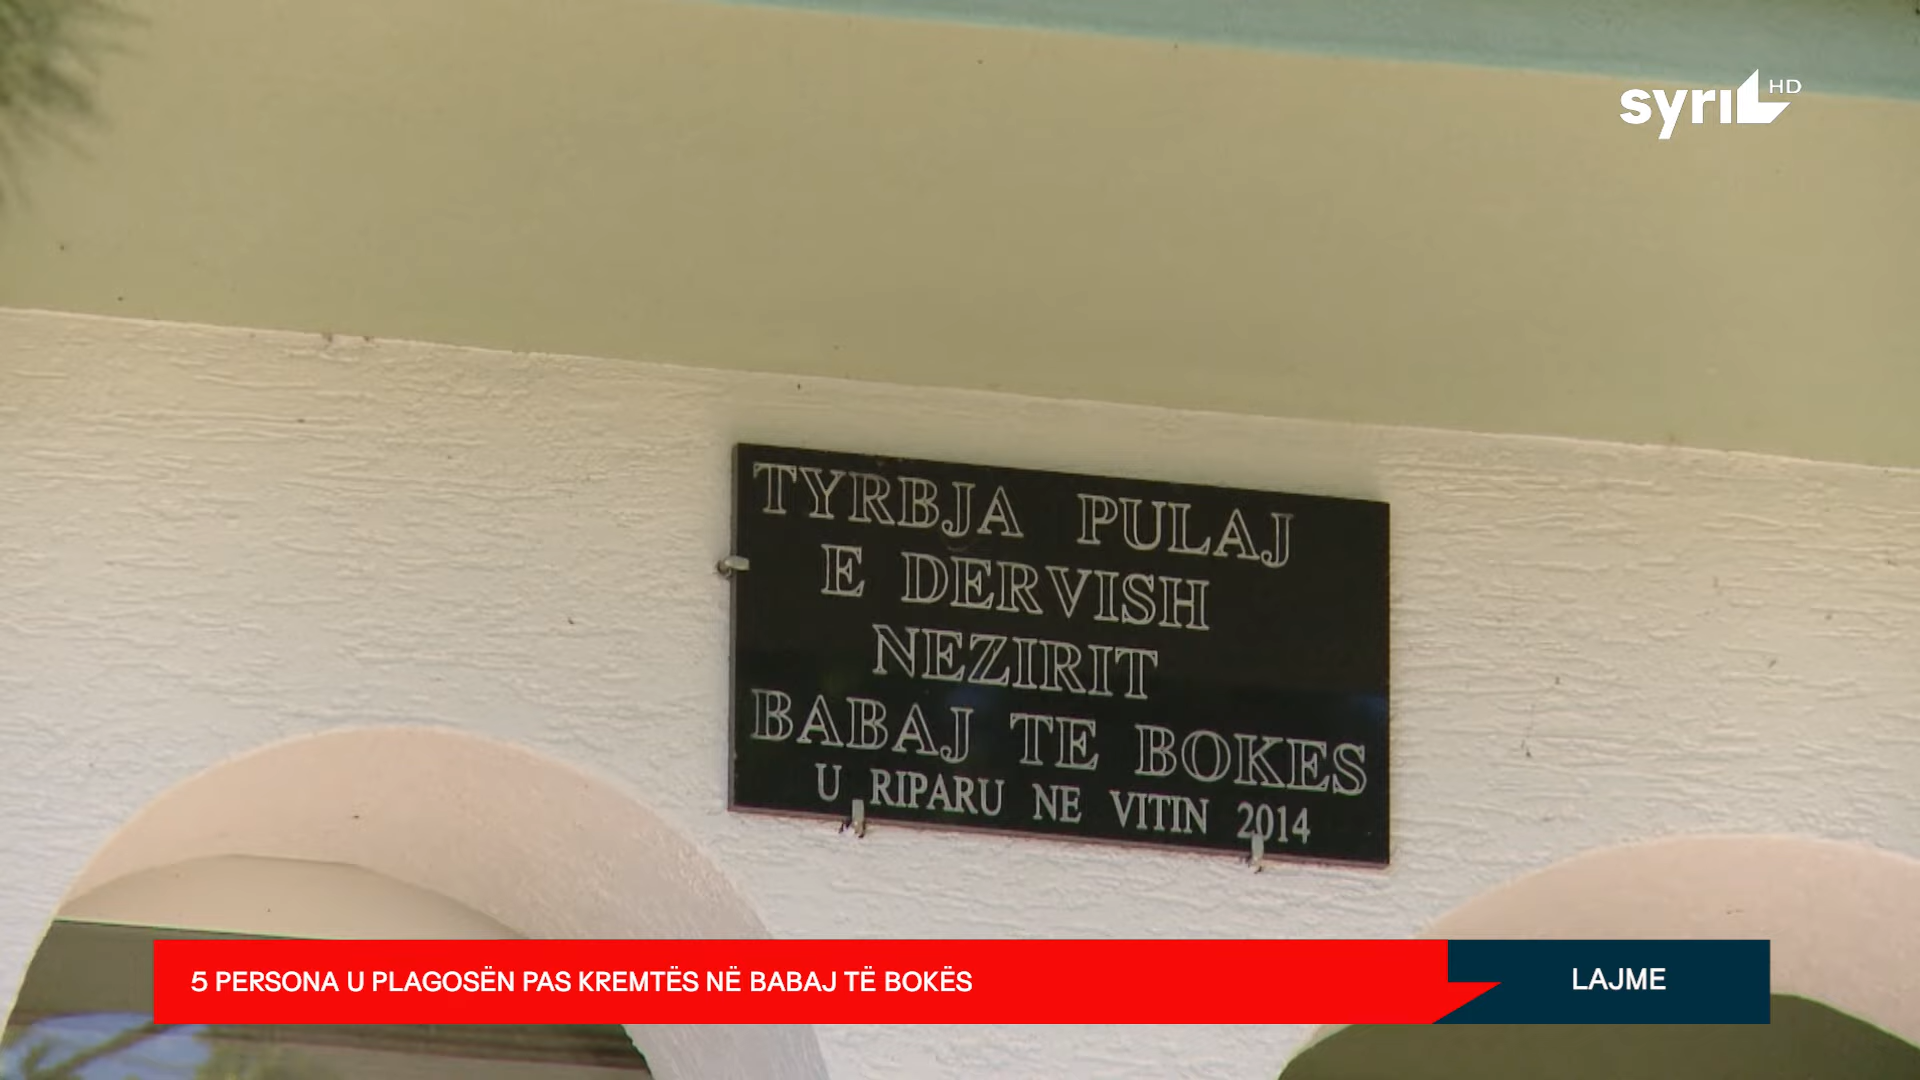 syri HD
TYRBJA PULAJ
E DERVISH
NEZIRIT
BABAJ TE BOKES
U RIPARU NE VITIN 2014
5 PERSONA U PLAGOSËN PAS KREMTËS NË BABAJ TË BOKËS
LAJME